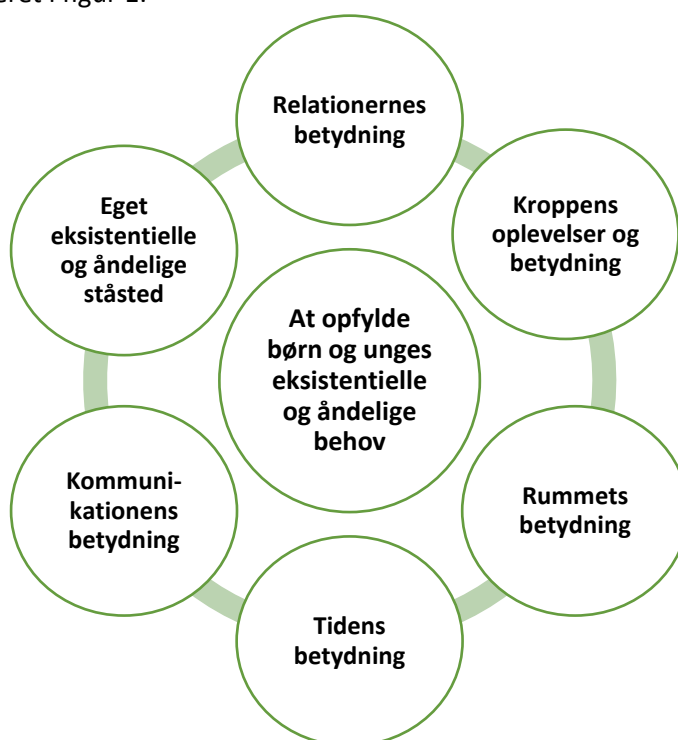 Relationernes
betydning
Kroppens
oplevelser og
betydning
Eget
eksistentielle
og åndelige
ståsted
At opfylde
børn og unges
eksistentielle
og åndelige
behov
Kommuni-
kationens
betydning
Rummets
betydning
Tidens
betydning